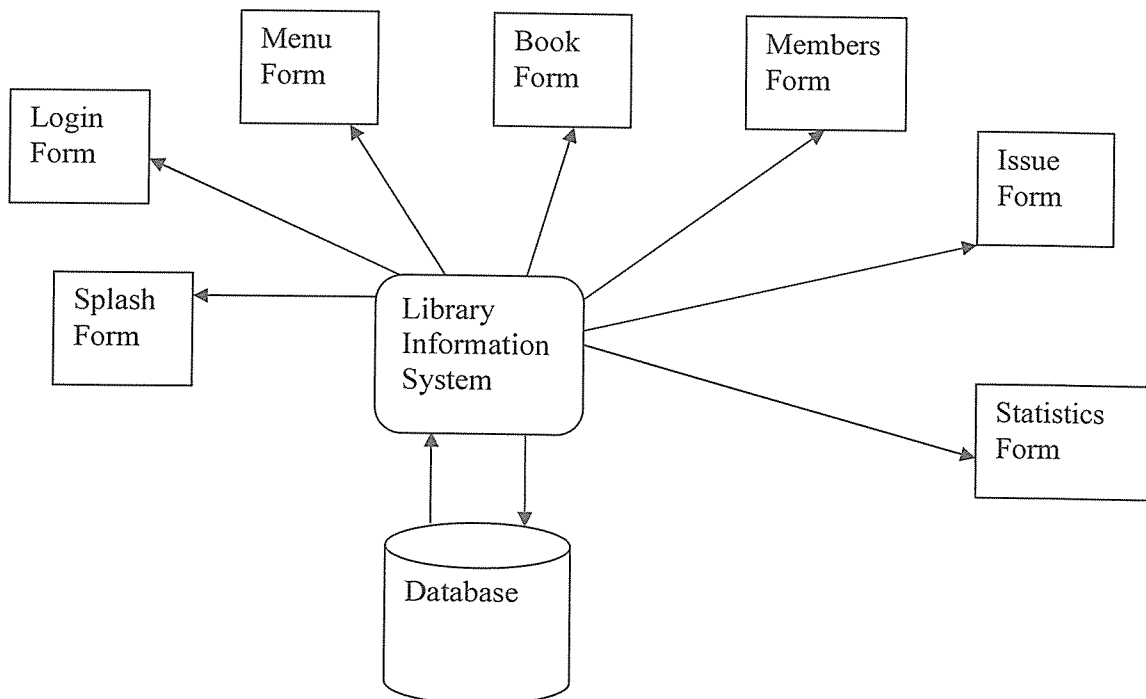 Menu
Form
Book
Form
Members
Form
Login
Form
Issue
Form
Splash
Form
Library
Information
System
Statistics
Form
Database